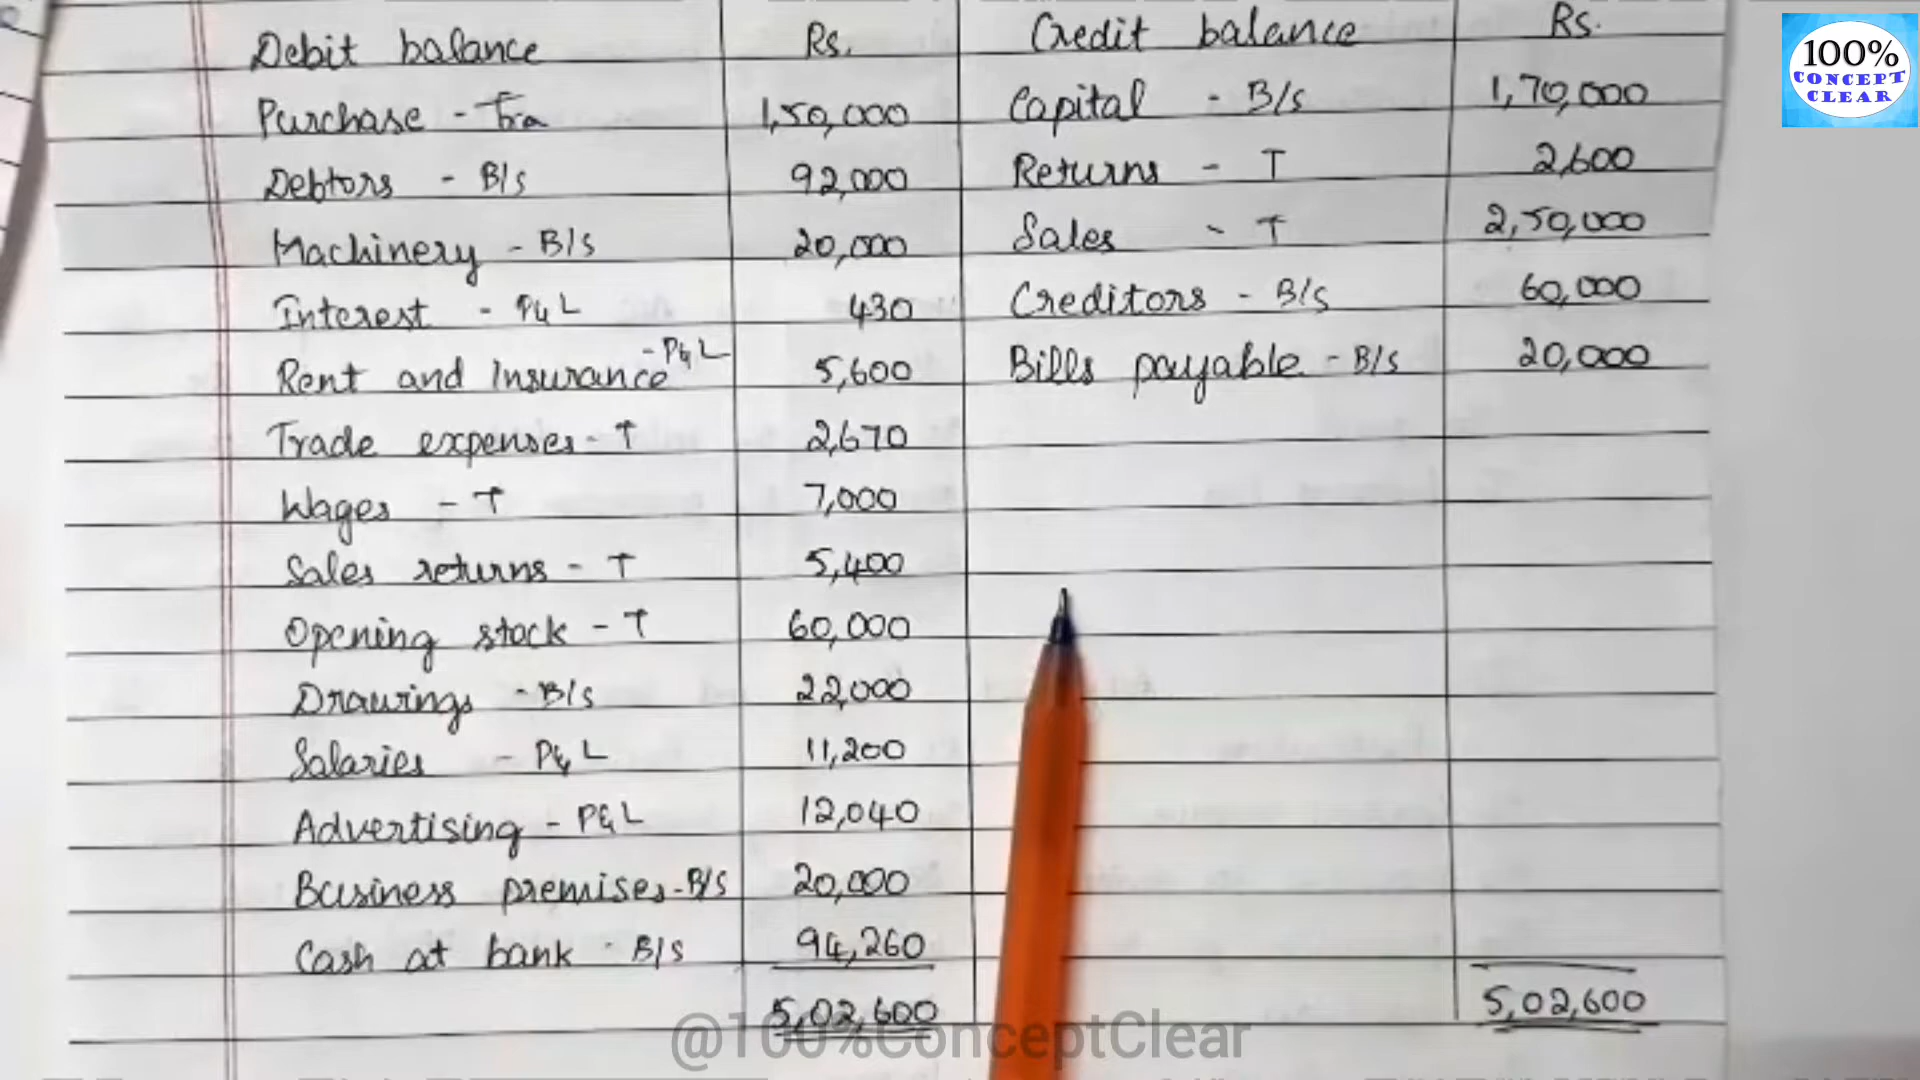 Debit balance Rs. Credit balance Rs.
Purchase - Tra 1,50,000 Capital - B/s 1,70,000
Debtors - B/s 92,000 Returns - T 2,600
Machinery - B/s 20,000 Sales - T 2,50,000
Interest - P&L 430 Creditors - B/s 60,000
Rent and Insurance - P&L 5,600 Bills payable - B/s 20,000
Trade expenses - T 2,670
Wages - T 7,000
Sales returns - T 5,400
Opening stock - T 60,000
Drawings - B/s 22,000
Salaries - P&L 11,200
Advertising - P&L 12,040
Business premises - B/s 20,000
Cash at bank - B/s 94,260
5,02,600 5,02,600
@100%ConceptClear
100%
CONCEPT
CLEAR